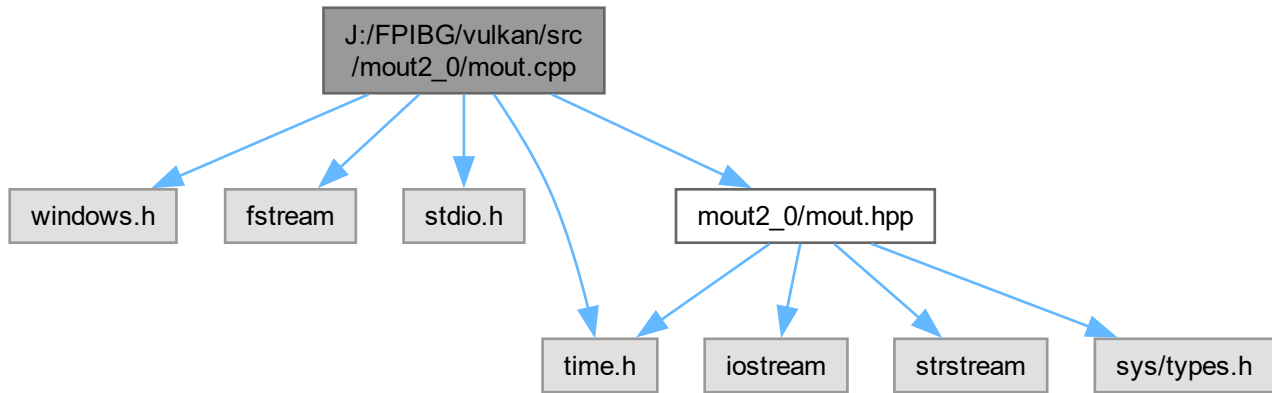 J:/FPIBG/vulkan/src
/mout2_0/mout.cpp
windows.h
fstream
stdio.h
mout2_0/mout.hpp
time.h
iostream
strstream
sys/types.h